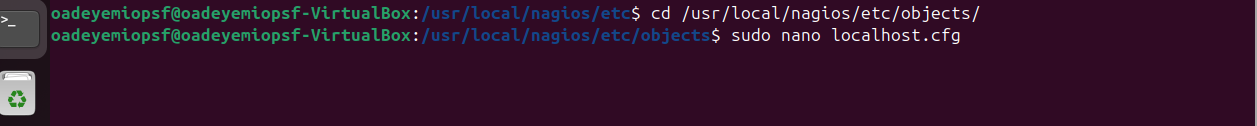 oadeyemiopsf@oadeyemiopsf-VirtualBox:/usr/local/nagios/etc$ cd /usr/local/nagios/etc/objects/
oadeyemiopsf@oadeyemiopsf-VirtualBox:/usr/local/nagios/etc/objects$ sudo nano localhost.cfg